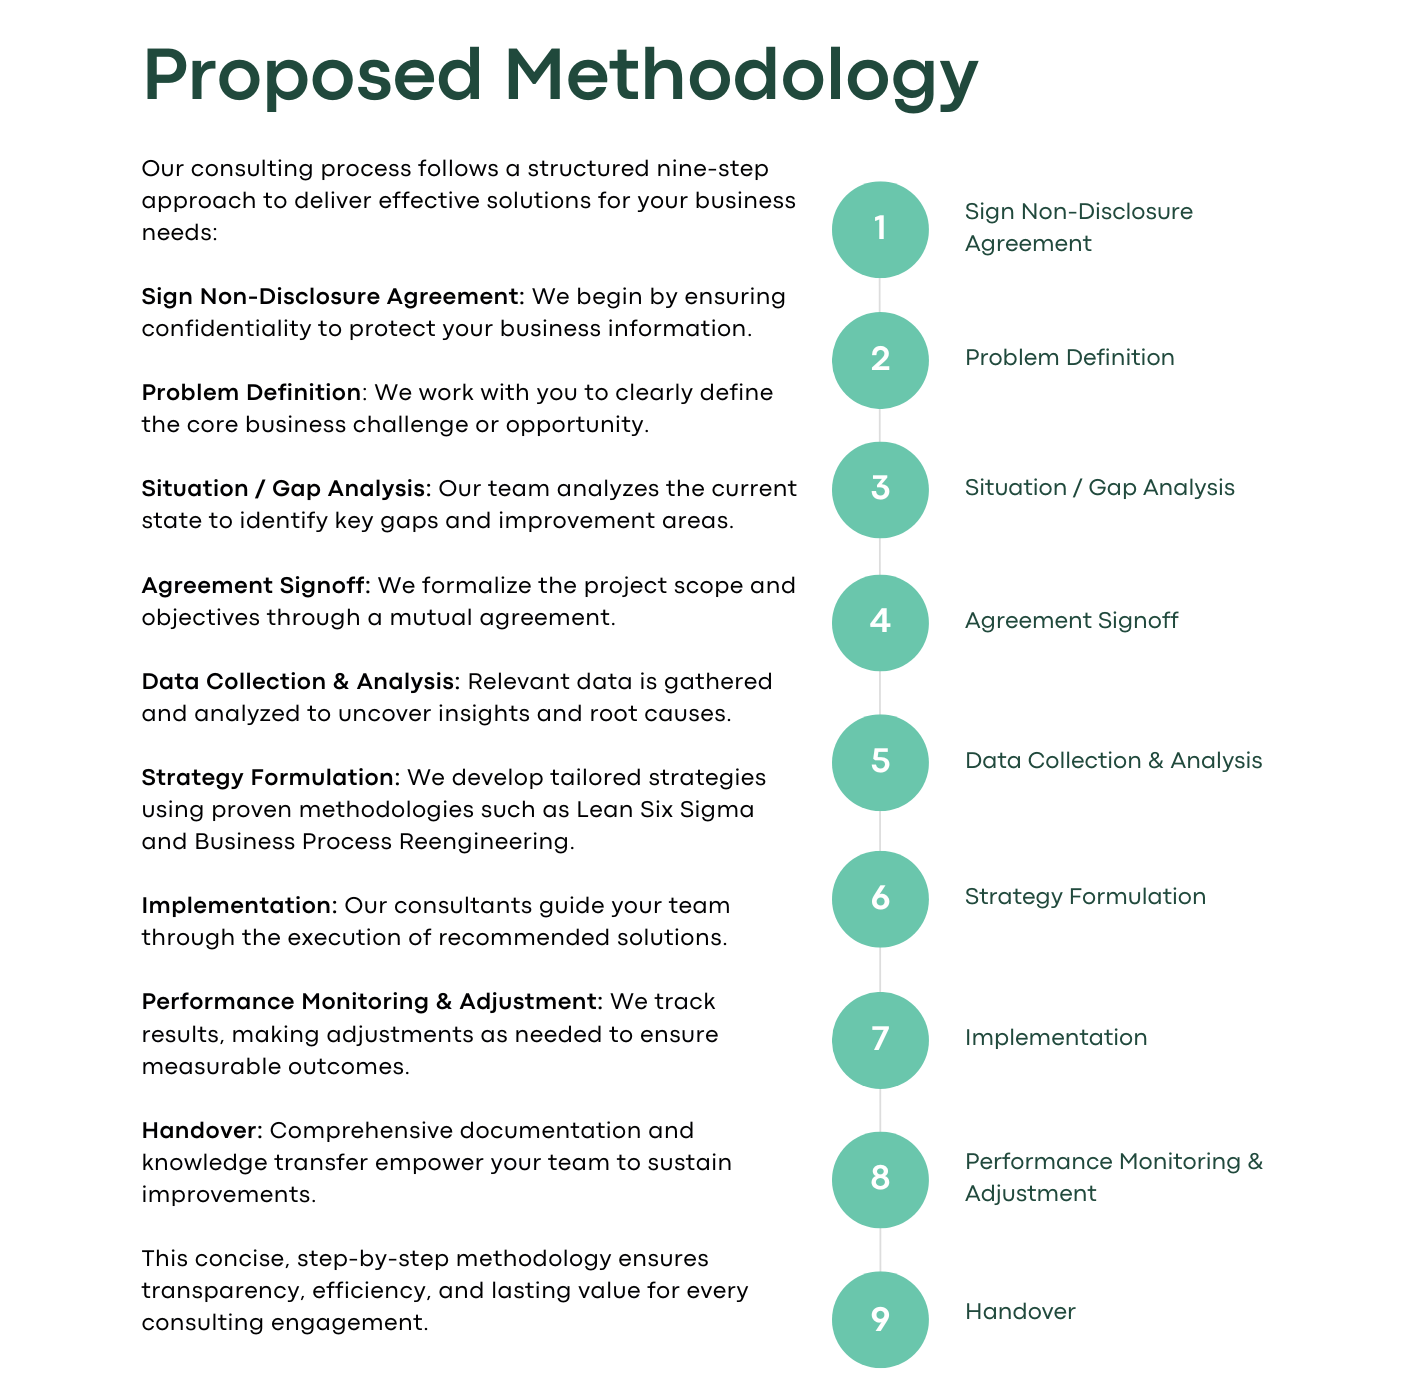 Proposed Methodology
Our consulting process follows a structured nine-step
approach to deliver effective solutions for your business
needs:
Sign Non-Disclosure Agreement: We begin by ensuring
confidentiality to protect your business information.
Problem Definition: We work with you to clearly define
the core business challenge or opportunity.
Situation / Gap Analysis: Our team analyzes the current
state to identify key gaps and improvement areas.
Agreement Signoff: We formalize the project scope and
objectives through a mutual agreement.
Data Collection & Analysis: Relevant data is gathered
and analyzed to uncover insights and root causes.
Strategy Formulation: We develop tailored strategies
using proven methodologies such as Lean Six Sigma
and Business Process Reengineering.
Implementation: Our consultants guide your team
through the execution of recommended solutions.
Performance Monitoring & Adjustment: We track
results, making adjustments as needed to ensure
measurable outcomes.
Handover: Comprehensive documentation and
knowledge transfer empower your team to sustain
improvements.
This concise, step-by-step methodology ensures
transparency, efficiency, and lasting value for every
consulting engagement.
1
Sign Non-Disclosure
Agreement
2
Problem Definition
3
Situation / Gap Analysis
4
Agreement Signoff
5
Data Collection & Analysis
6
Strategy Formulation
7
Implementation
8
Performance Monitoring &
Adjustment
9
Handover